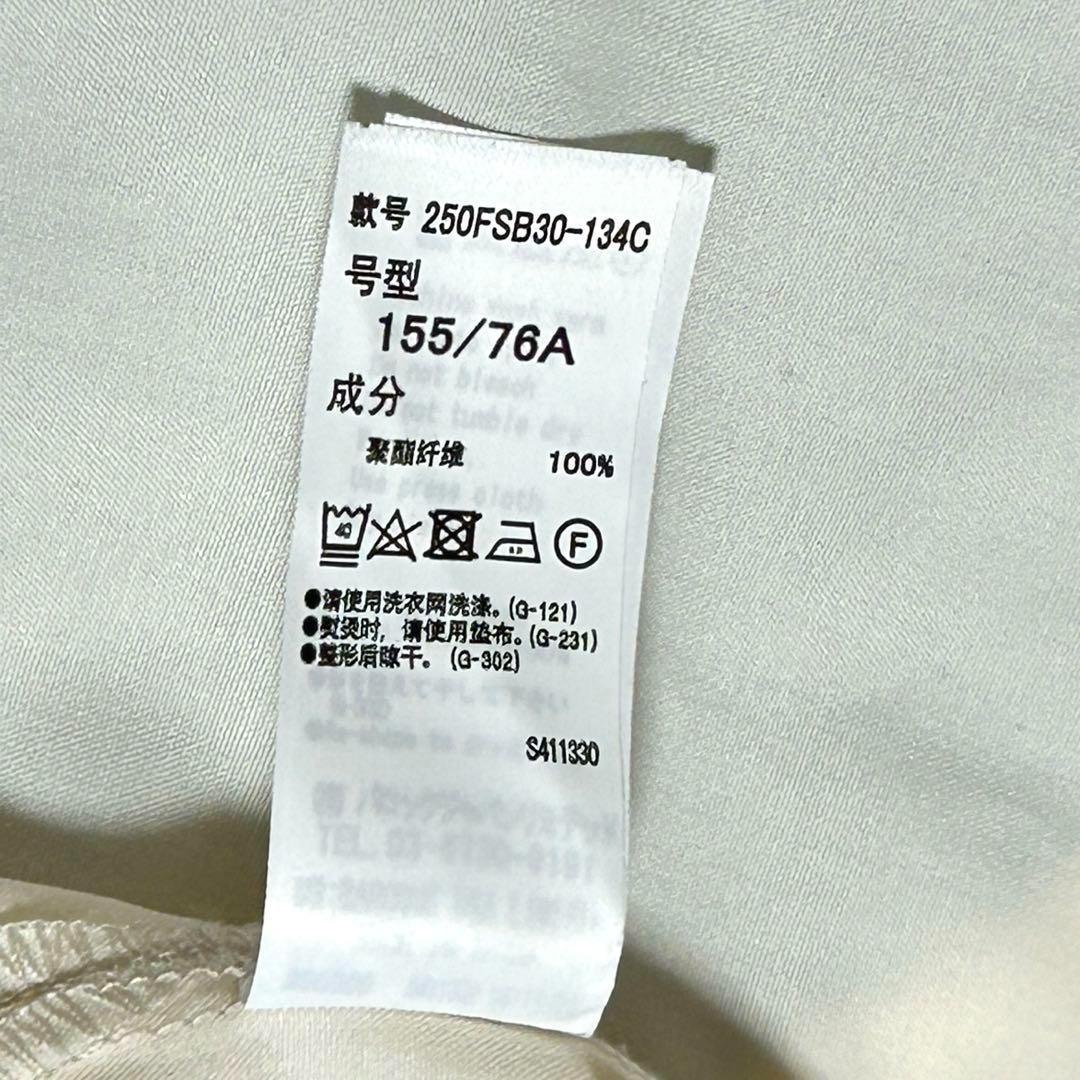 款号 250FSB30-134C
号型
155/76A
成分
聚酯纤维 100%
40
F
●请使用洗衣网洗涤。(G-121)
●熨烫时，请使用垫布。(G-231)
●整形后晾干。(G-302)
S411330